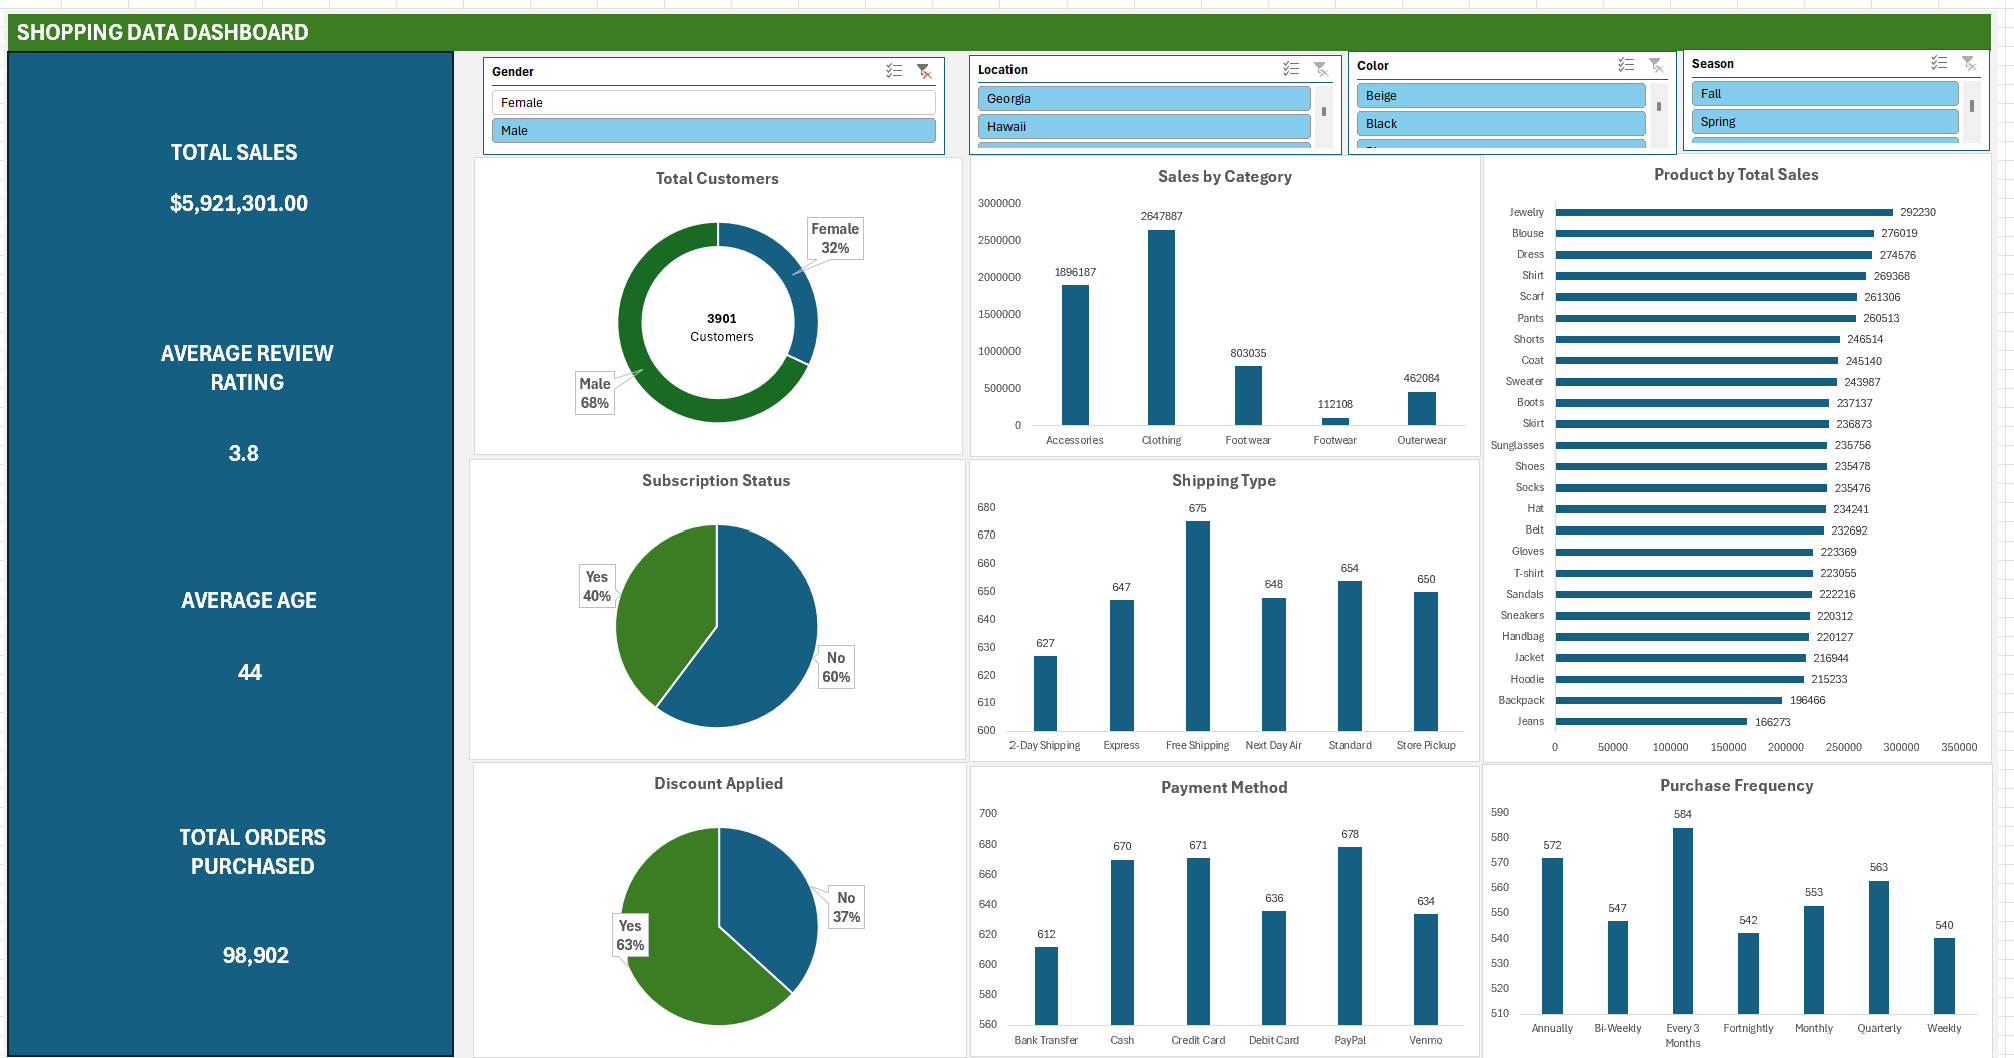 SHOPPING DATA DASHBOARD
TOTAL SALES
$5,921,301.00
AVERAGE REVIEW
RATING
3.8
AVERAGE AGE
44
TOTAL ORDERS
PURCHASED
98,902
Gender
Female
Male
Location
Georgia
Hawaii
Color
Beige
Black
Season
Fall
Spring
Total Customers
Female
32%
3901
Customers
Male
68%
Sales by Category
3000000
2500000
2000000
1500000
1000000
500000
0
1896187
2647887
803035
112108
462084
Accessories
Clothing
Foot wear
Footwear
Outerwear
Product by Total Sales
Jewelry 292230
Blouse 276019
Dress 274576
Shirt 269368
Scarf 261306
Pants 260513
Shorts 246514
Coat 245140
Sweater 243987
Boots 237137
Skirt 236873
Sunglasses 235756
Shoes 235478
Socks 235476
Hat 234241
Belt 232692
Gloves 223369
T-shirt 223055
Sandals 222216
Sneakers 220312
Handbag 220127
Jacket 216944
Hoodie 215233
Backpack 196466
Jeans 166273
0 50000 100000 150000 200000 250000 300000 350000
Subscription Status
Yes
40%
No
60%
Shipping Type
680
670
660
650
640
630
620
610
600
627
647
675
648
654
650
2-Day Shipping
Express
Free Shipping
Next Day Air
Standard
Store Pickup
Discount Applied
No
37%
Yes
63%
Payment Method
700
680
660
640
620
600
580
560
612
670
671
636
678
634
Bank Transfer
Cash
Credit Card
Debit Card
PayPal
Venmo
Purchase Frequency
590
580
570
560
550
540
530
520
510
572
547
584
542
553
563
540
Annually
Bi-Weekly
Every 3
Months
Fortnightly
Monthly
Quarterly
Weekly